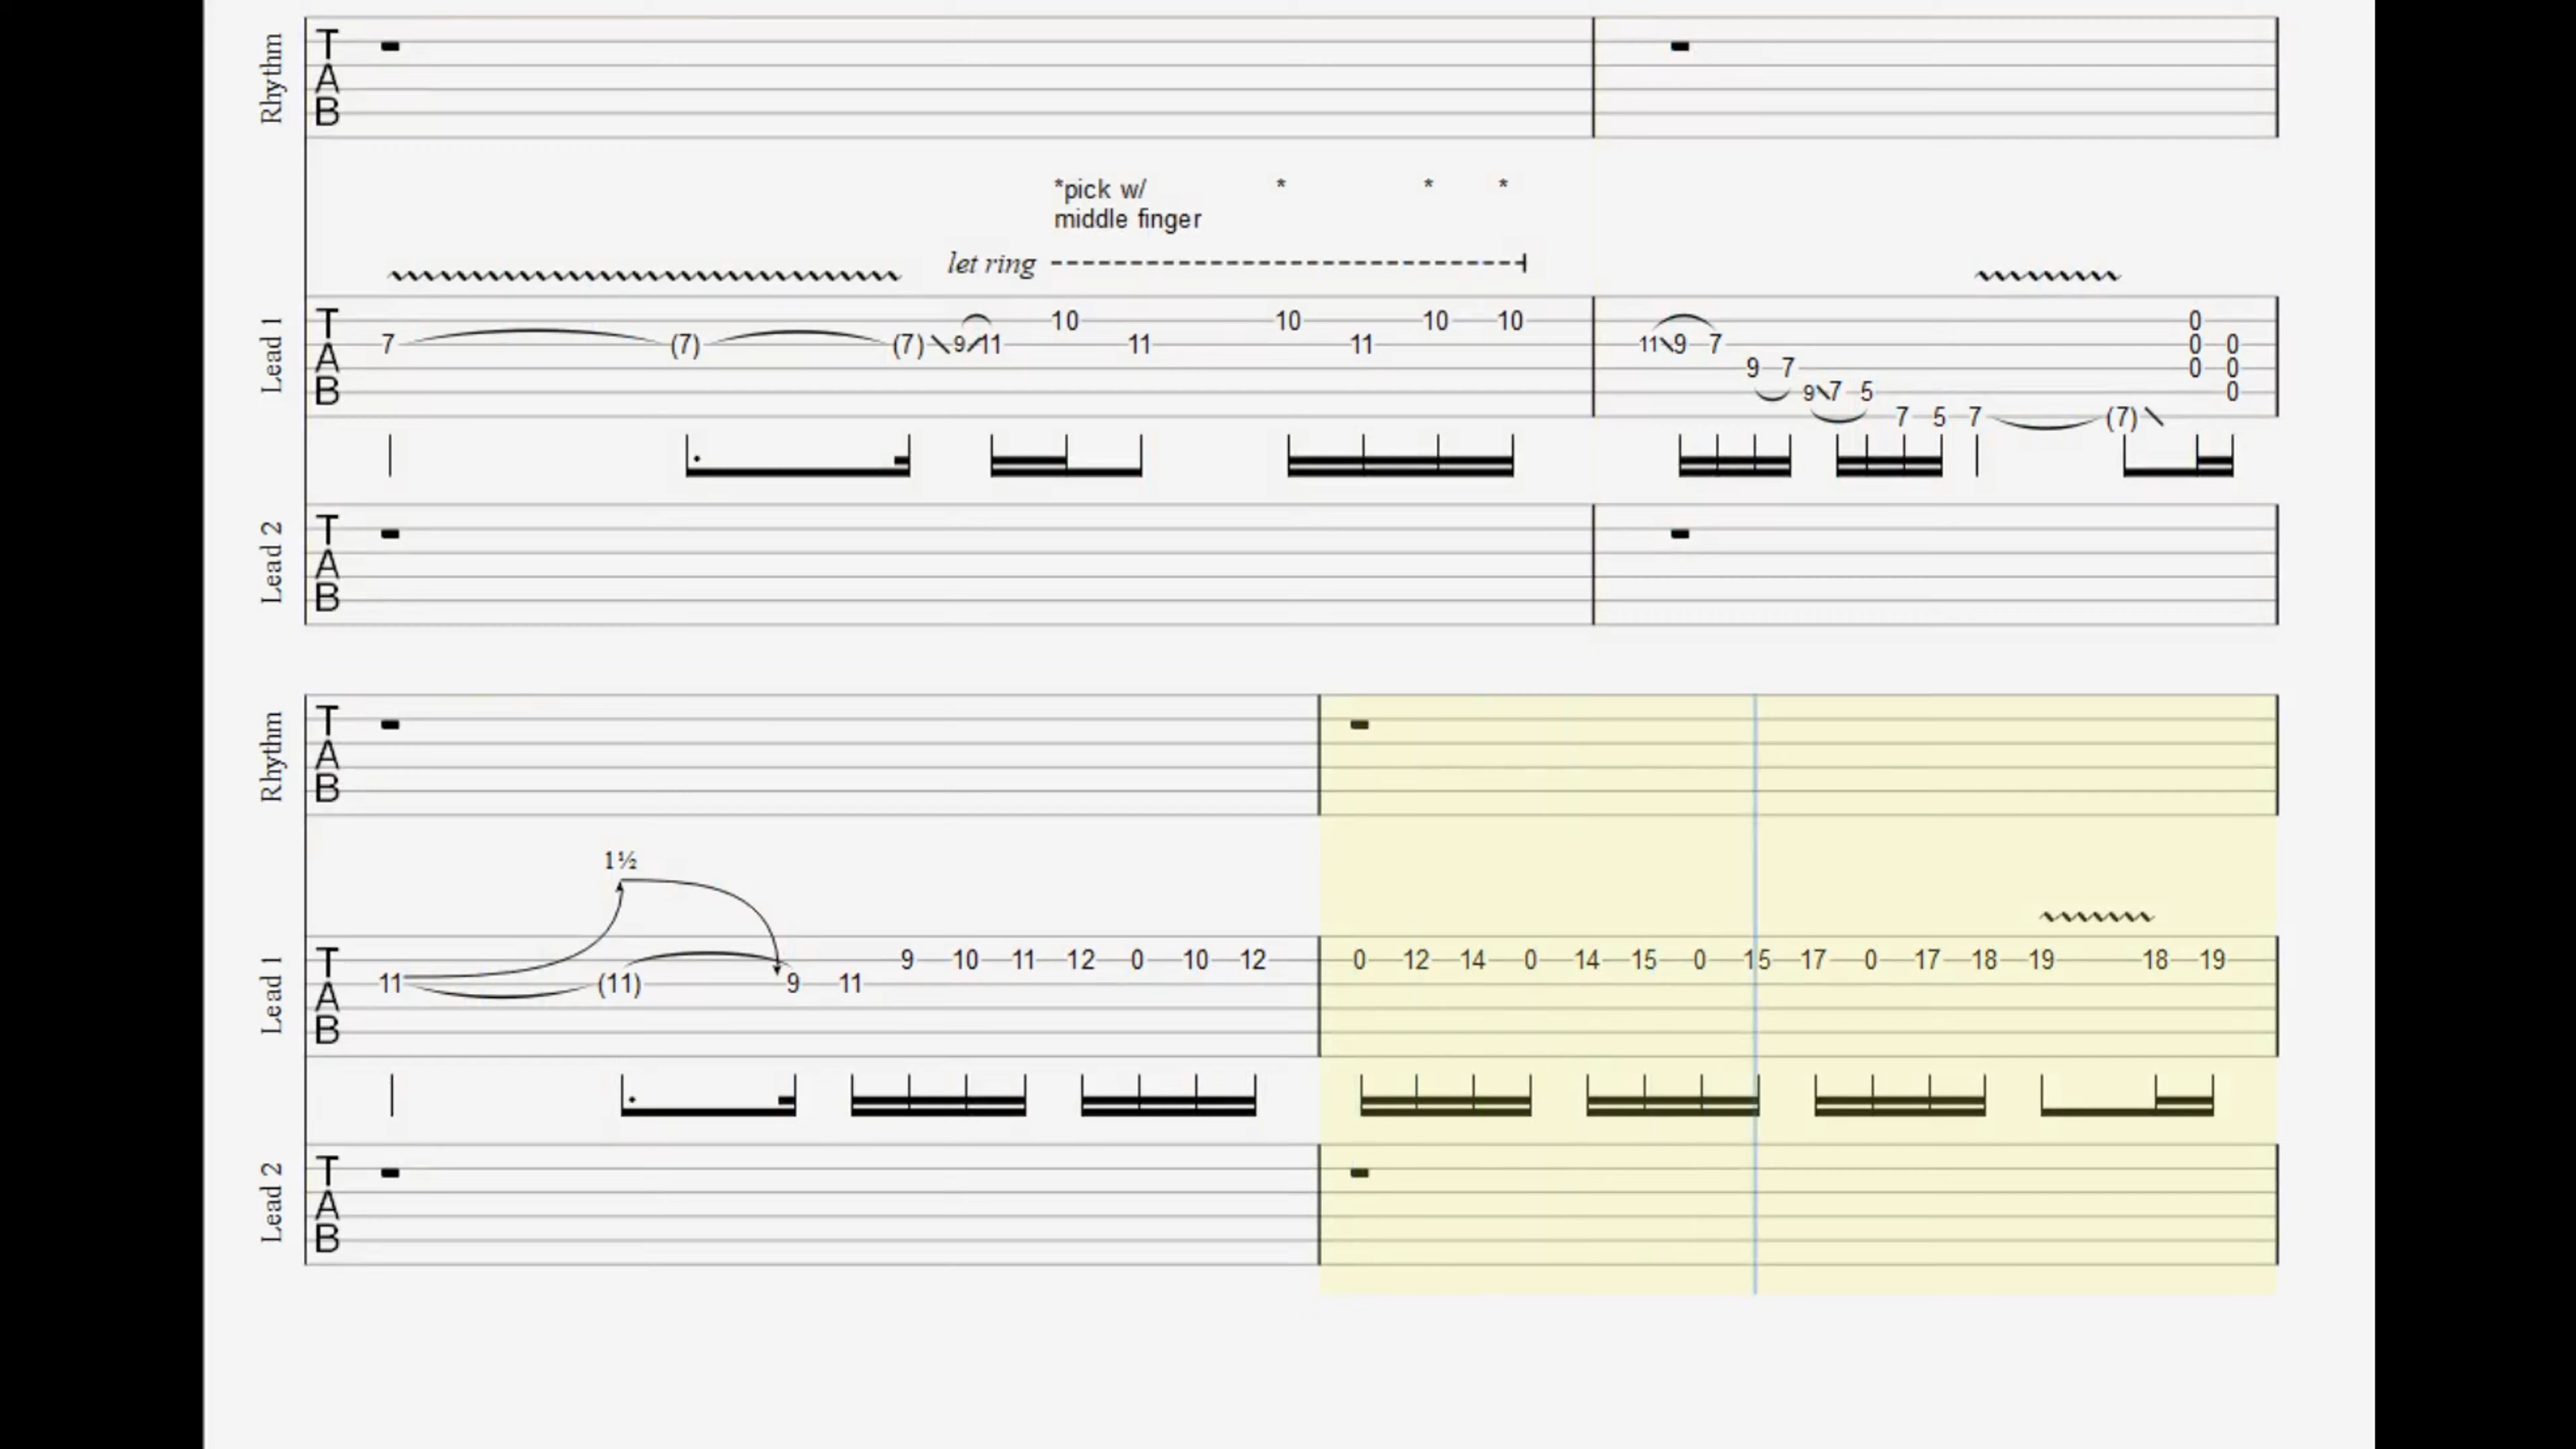 Rhythm
T
A
B
*pick w/ * * *
middle finger
let ring
Lead 1
T
A
B
10 10 10 10 0
7 (7) (7) 9 11 11 11 11 9 7 0 0
9 7 0 0
9 7 5 0
7 5 7 (7)
Lead 2
T
A
B
Rhythm
T
A
B
1½
Lead 1
T
A
B
9 10 11 12 0 10 12 0 12 14 0 14 15 0 15 17 0 17 18 19 18 19
11 (11) 9 11
Lead 2
T
A
B